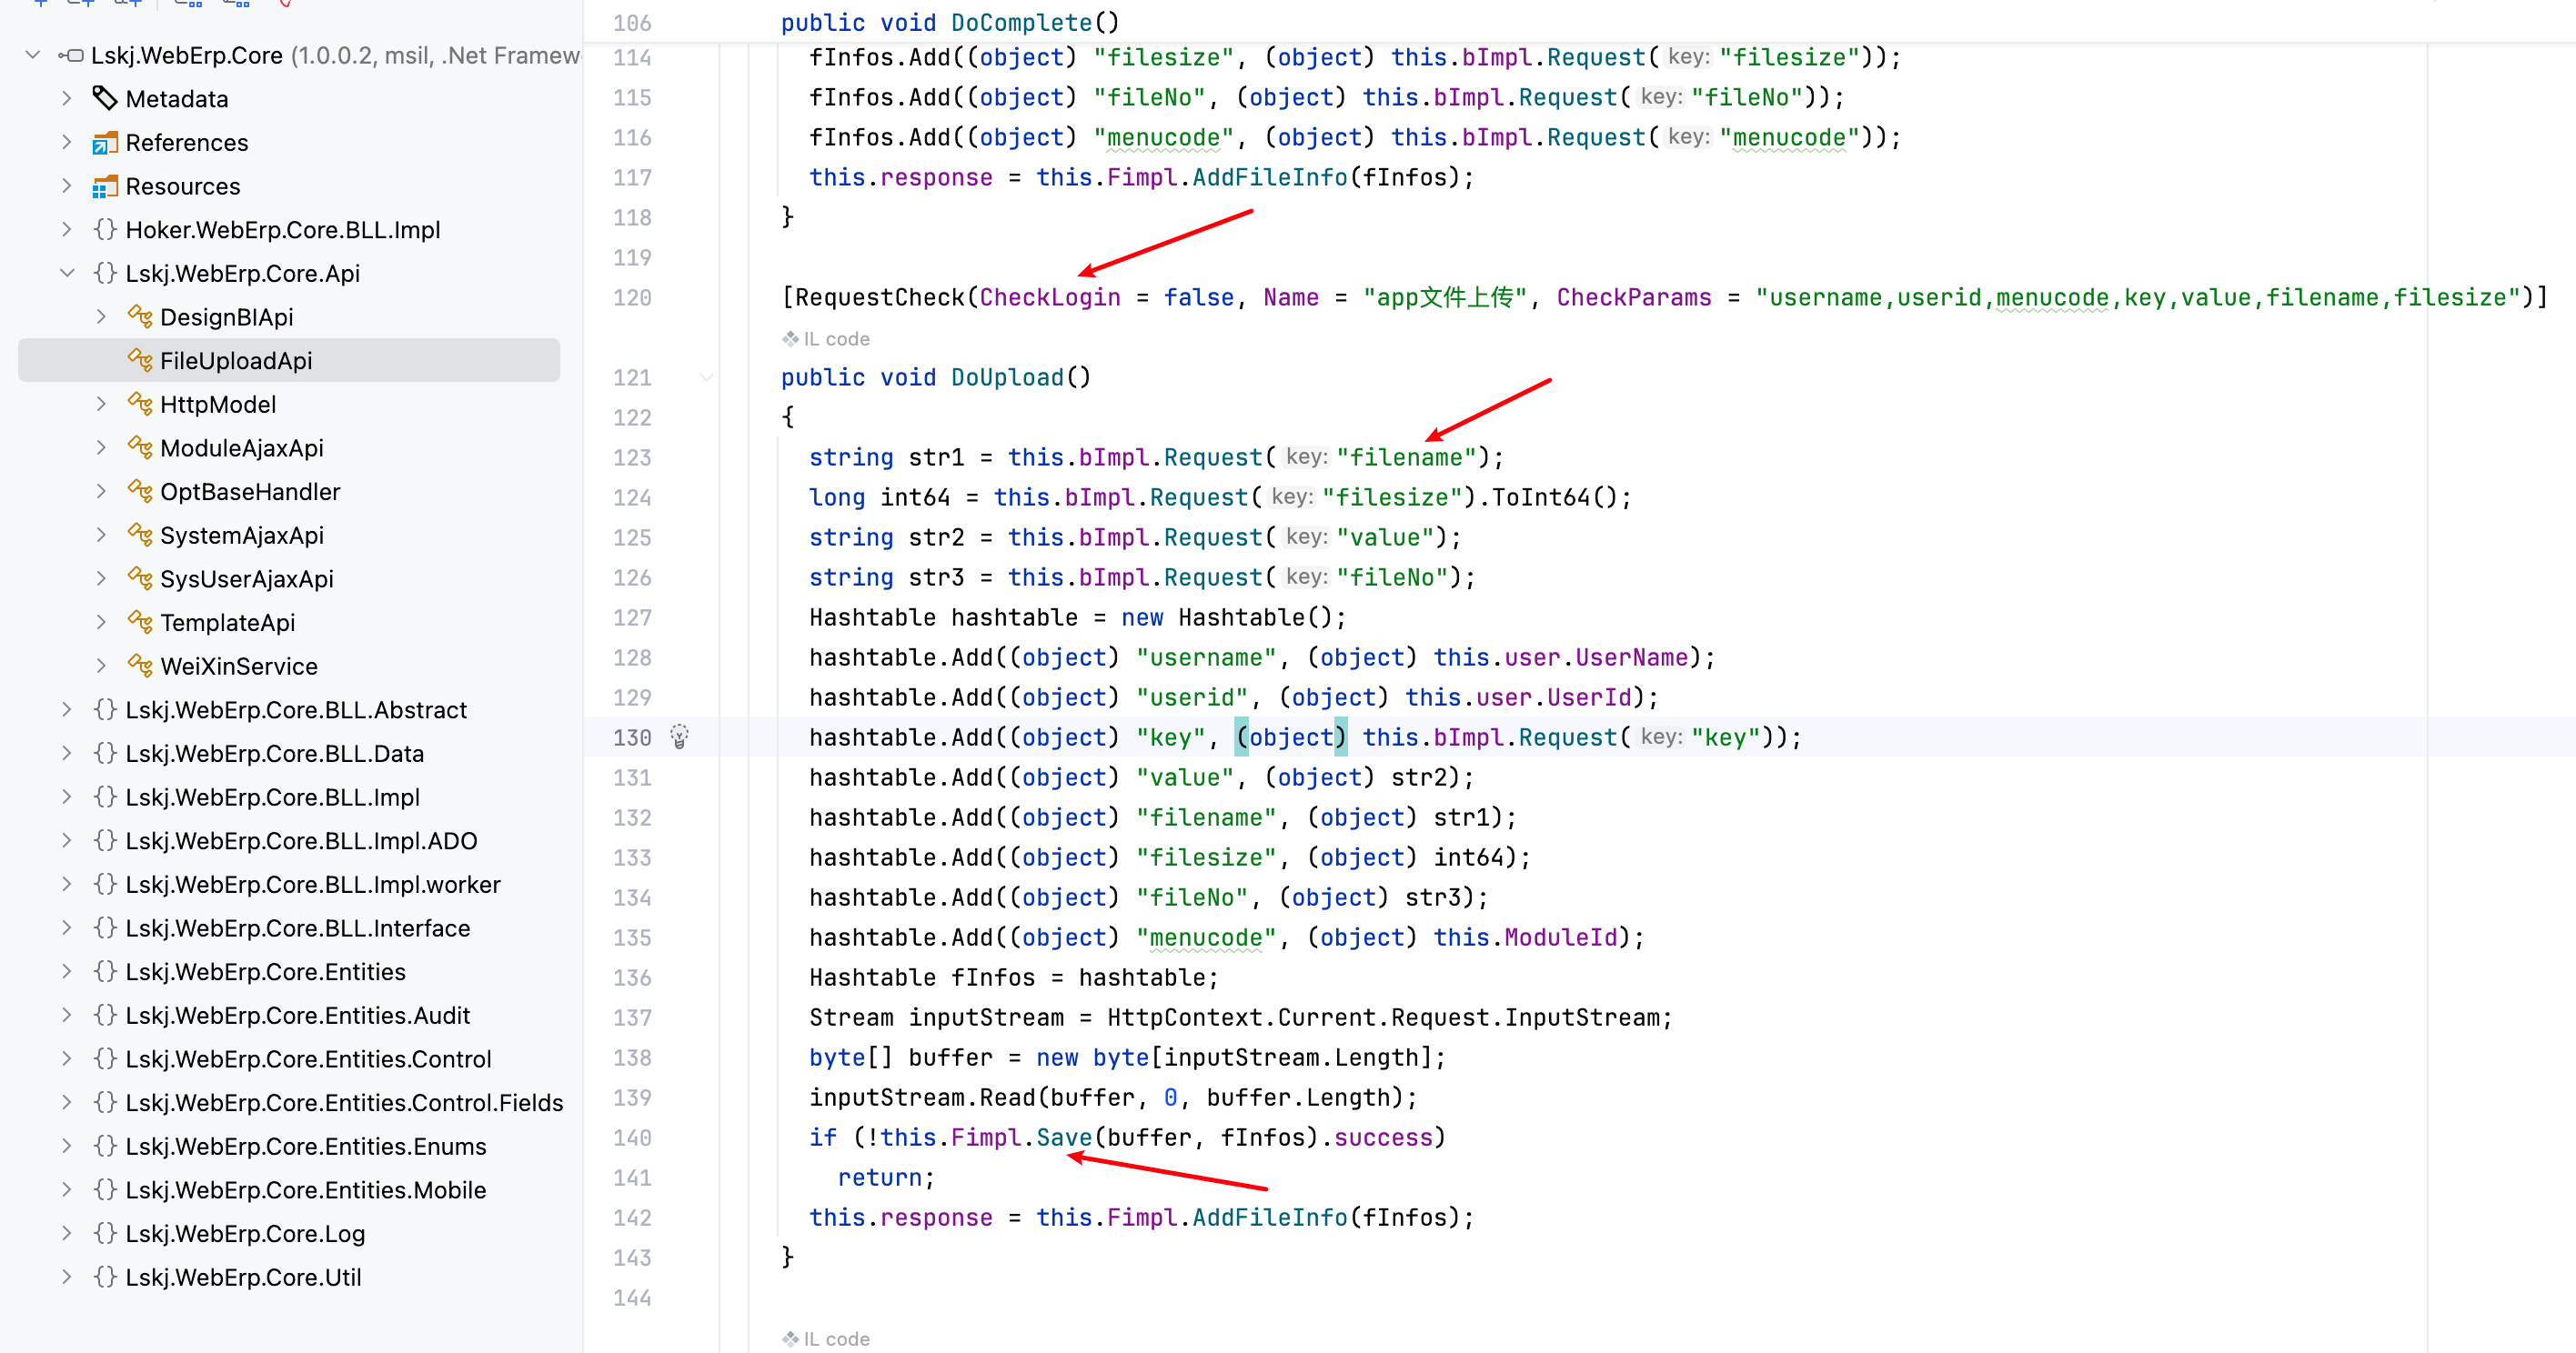 Lskj.WebErp.Core (1.0.0.2, msil, .Net Framew
Metadata
References
Resources
Hoker.WebErp.Core.BLL.Impl
Lskj.WebErp.Core.Api
DesignBIApi
FileUploadApi
HttpModel
ModuleAjaxApi
OptBaseHandler
SystemAjaxApi
SysUserAjaxApi
TemplateApi
WeiXinService
Lskj.WebErp.Core.BLL.Abstract
Lskj.WebErp.Core.BLL.Data
Lskj.WebErp.Core.BLL.Impl
Lskj.WebErp.Core.BLL.Impl.ADO
Lskj.WebErp.Core.BLL.Impl.worker
Lskj.WebErp.Core.BLL.Interface
Lskj.WebErp.Core.Entities
Lskj.WebErp.Core.Entities.Audit
Lskj.WebErp.Core.Entities.Control
Lskj.WebErp.Core.Entities.Control.Fields
Lskj.WebErp.Core.Entities.Enums
Lskj.WebErp.Core.Entities.Mobile
Lskj.WebErp.Core.Log
Lskj.WebErp.Core.Util
106 public void DoComplete()
114 fInfos.Add((object) "filesize", (object) this.bImpl.Request( key: "filesize"));
115 fInfos.Add((object) "fileNo", (object) this.bImpl.Request( key: "fileNo"));
116 fInfos.Add((object) "menucode", (object) this.bImpl.Request( key: "menucode"));
117 this.response = this.Fimpl.AddFileInfo(fInfos);
118 }
119
120 [RequestCheck(CheckLogin = false, Name = "app文件上传", CheckParams = "username,userid,menucode,key,value,filename,filesize")]
IL code
121 public void DoUpload()
122 {
123 string str1 = this.bImpl.Request( key: "filename");
124 long int64 = this.bImpl.Request( key: "filesize").ToInt64();
125 string str2 = this.bImpl.Request( key: "value");
126 string str3 = this.bImpl.Request( key: "fileNo");
127 Hashtable hashtable = new Hashtable();
128 hashtable.Add((object) "username", (object) this.user.UserName);
129 hashtable.Add((object) "userid", (object) this.user.UserId);
130 hashtable.Add((object) "key", (object) this.bImpl.Request( key: "key"));
131 hashtable.Add((object) "value", (object) str2);
132 hashtable.Add((object) "filename", (object) str1);
133 hashtable.Add((object) "filesize", (object) int64);
134 hashtable.Add((object) "fileNo", (object) str3);
135 hashtable.Add((object) "menucode", (object) this.ModuleId);
136 Hashtable fInfos = hashtable;
137 Stream inputStream = HttpContext.Current.Request.InputStream;
138 byte[] buffer = new byte[inputStream.Length];
139 inputStream.Read(buffer, 0, buffer.Length);
140 if (!this.Fimpl.Save(buffer, fInfos).success)
141 return;
142 this.response = this.Fimpl.AddFileInfo(fInfos);
143 }
144
IL code